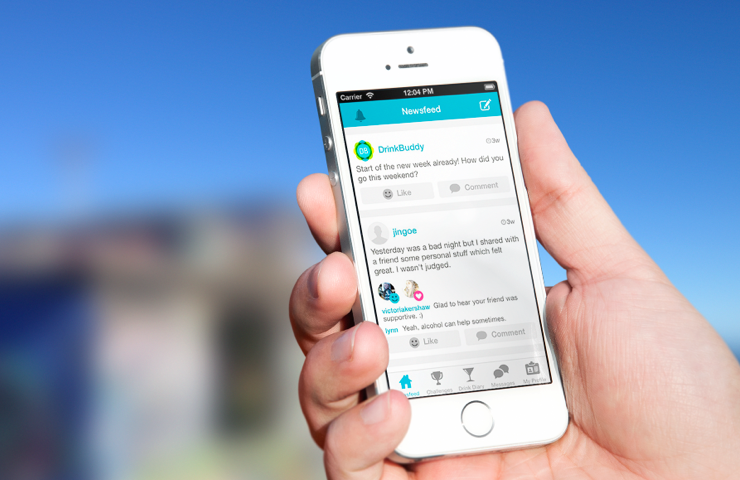 Carrier 12:04 PM
Newsfeed
DB DrinkBuddy 3w
Start of the new week already! How did you
go this weekend?
Like Comment
jingoe 3w
Yesterday was a bad night but I shared with
a friend some personal stuff which felt
great. I wasn't judged.
victoriakershaw Glad to hear your friend was
supportive. :)
lynn Yeah, alcohol can help sometimes.
Like Comment
Newsfeed Challenges Drink Diary Messages My Profile